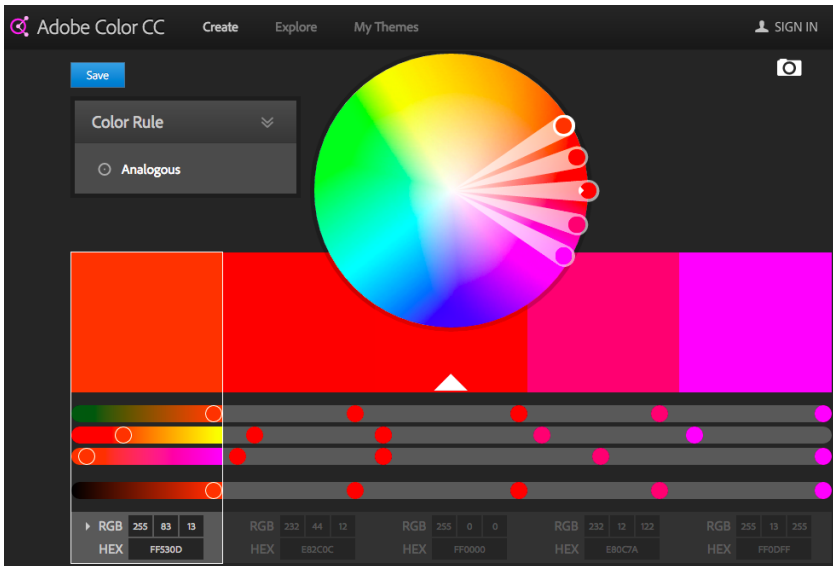 Adobe Color CC Create Explore My Themes SIGN IN
Save
Color Rule
Analogous
RGB 255 83 13 RGB 232 44 12 RGB 255 0 0 RGB 232 12 122 RGB 255 13 255
HEX FF530D HEX E82C0C HEX FF0000 HEX E80C7A HEX FF0DFF